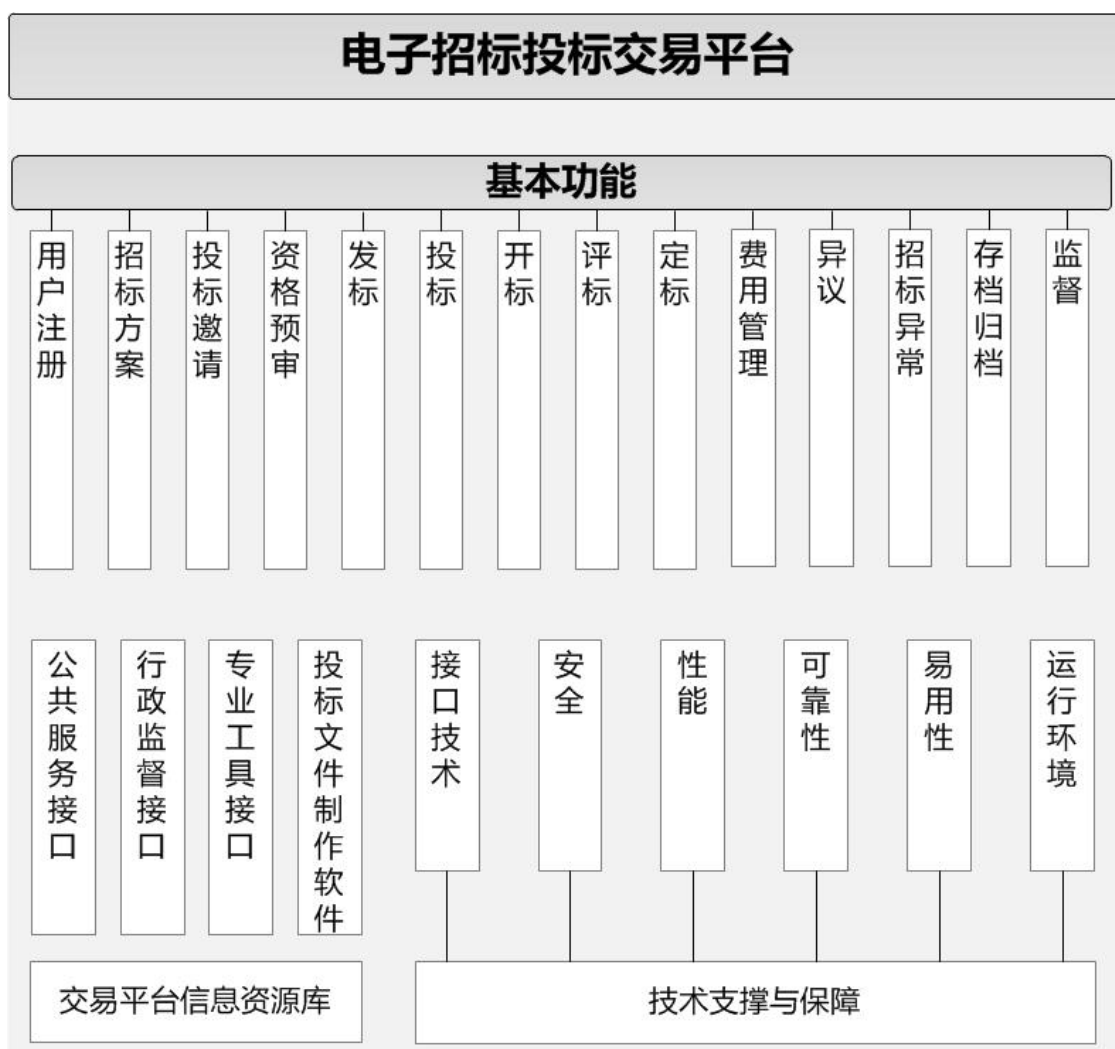 电子招标投标交易平台
基本功能
用户注册
招标方案
投标邀请
资格预审
发标
投标
开标
评标
定标
费用管理
异议
招标异常
存档归档
监督
公共服务接口
行政监督接口
专业工具接口
投标文件制作软件
接口技术
安全
性能
可靠性
易用性
运行环境
交易平台信息资源库
技术支撑与保障